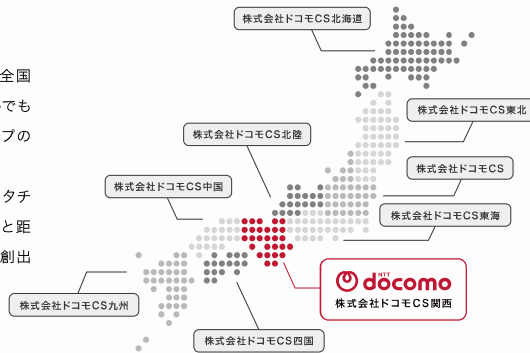 株式会社ドコモCS北海道
全国
でも
プの
タチ
と距
創出
株式会社ドコモCS東北
株式会社ドコモCS北陸
株式会社ドコモCS
株式会社ドコモCS中国
株式会社ドコモCS東海
NTT
docomo
株式会社ドコモCS関西
株式会社ドコモCS九州
株式会社ドコモCS四国